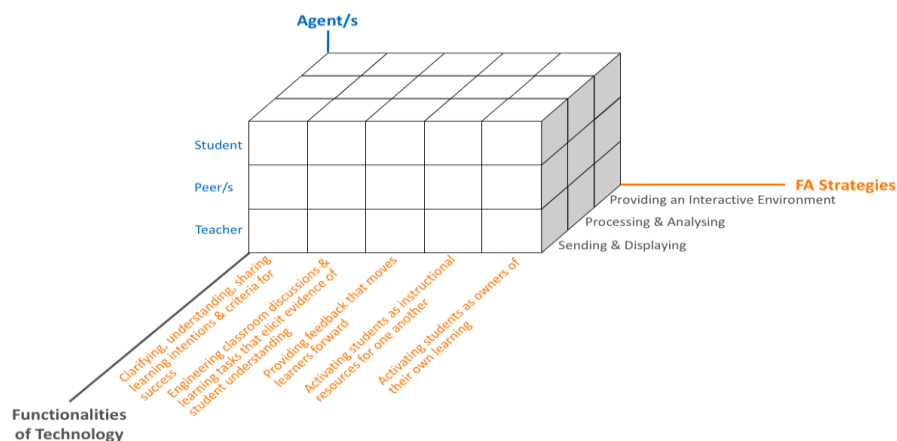 Agent/s
Student
Peer/s
Teacher
FA Strategies
Providing an Interactive Environment
Processing & Analysing
Sending & Displaying
Clarifying, understanding, sharing
learning intentions & criteria for
success
Engineering classroom discussions &
learning tasks that elicit evidence of
student understanding
Providing feedback that moves
learners forward
Activating students as instructional
resources for one another
Activating students as owners of
their own learning
Functionalities
of Technology